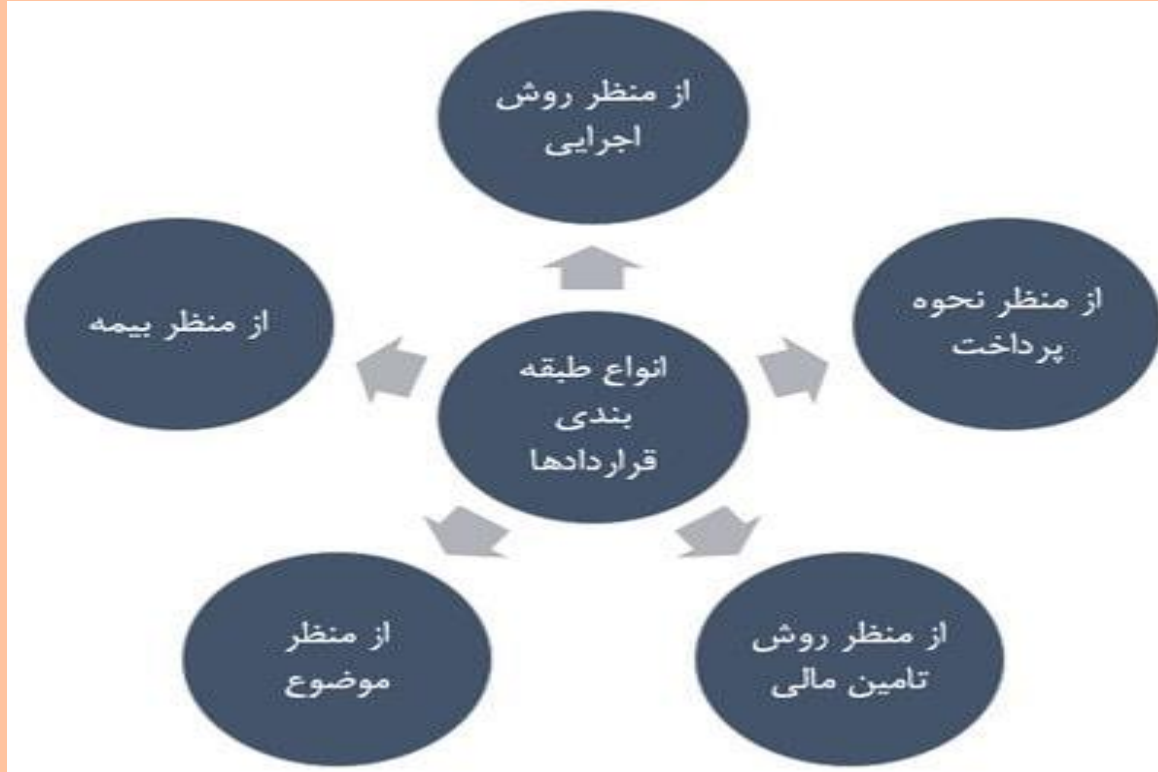 از منظر روش
اجرایی
از منظر نحوه
پرداخت
از منظر بیمه
انواع طبقه
بندی
قراردادها
از منظر روش
تامین مالی
از منظر
موضوع